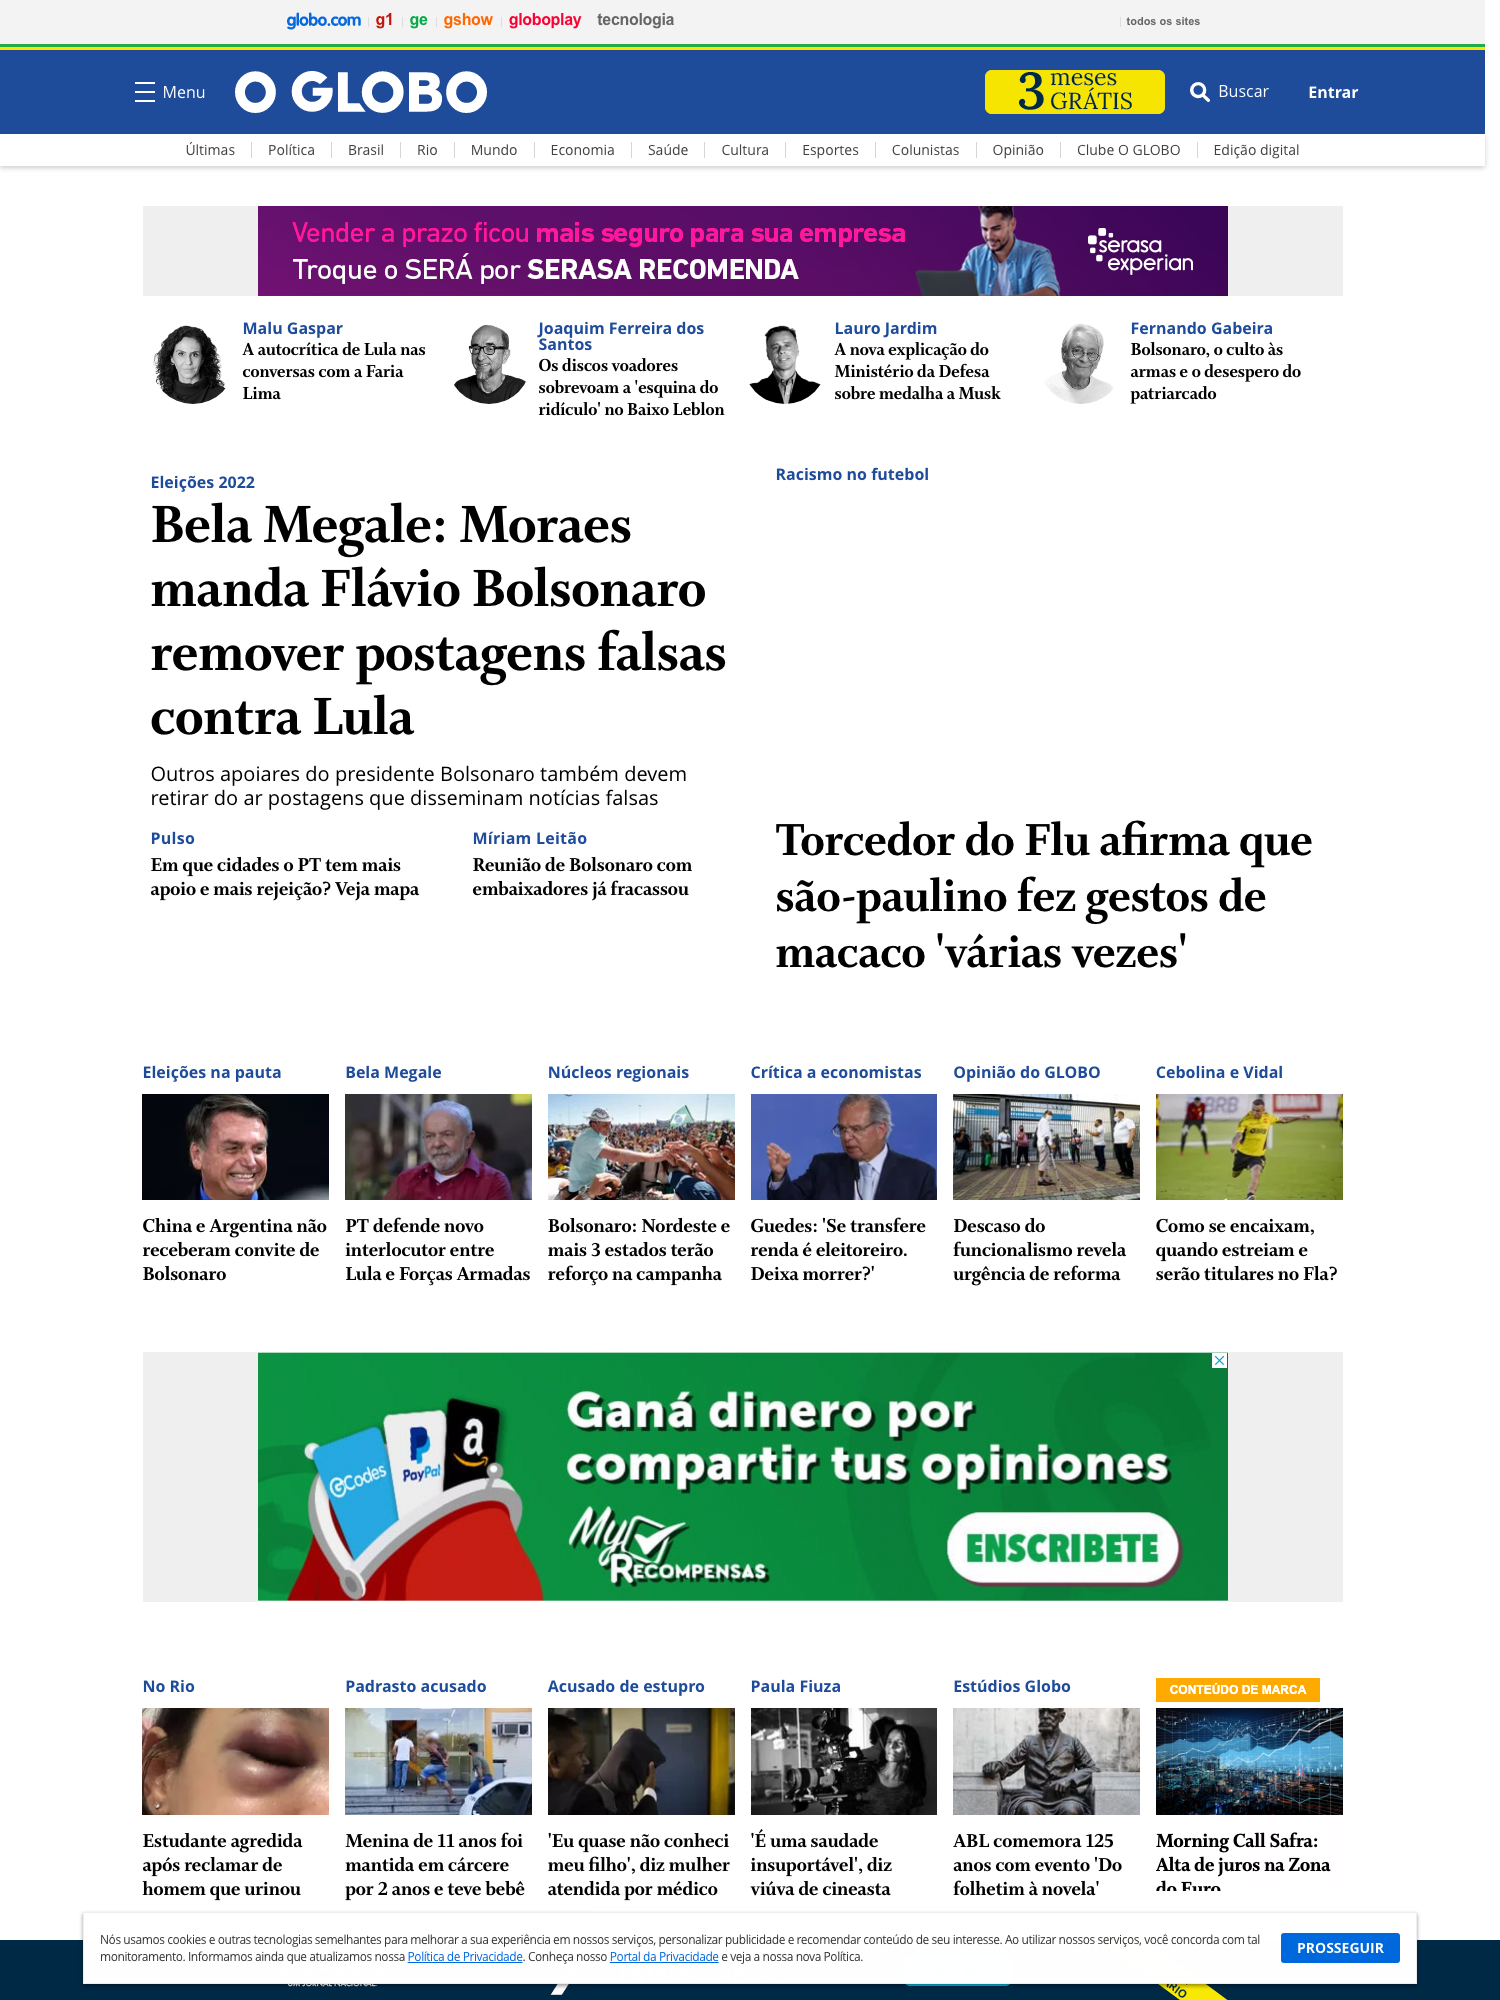 globo.com g1 ge gshow globoplay tecnologia todos os sites
Menu O GLOBO 3 meses GRÁTIS Buscar Entrar
Últimas Política Brasil Rio Mundo Economia Saúde Cultura Esportes Colunistas Opinião Clube O GLOBO Edição digital
Vender a prazo ficou mais seguro para sua empresa
Troque o SERÁ por SERASA RECOMENDA
serasa
experian
Malu Gaspar
A autocrítica de Lula nas
conversas com a Faria
Lima
Joaquim Ferreira dos
Santos
Os discos voadores
sobrevoam a 'esquina do
ridículo' no Baixo Leblon
Lauro Jardim
A nova explicação do
Ministério da Defesa
sobre medalha a Musk
Fernando Gabeira
Bolsonaro, o culto às
armas e o desespero do
patriarcado
Eleições 2022
Bela Megale: Moraes
manda Flávio Bolsonaro
remover postagens falsas
contra Lula
Outros apoiares do presidente Bolsonaro também devem
retirar do ar postagens que disseminam notícias falsas
Pulso
Em que cidades o PT tem mais
apoio e mais rejeição? Veja mapa
Míriam Leitão
Reunião de Bolsonaro com
embaixadores já fracassou
Racismo no futebol
Torcedor do Flu afirma que
são-paulino fez gestos de
macaco 'várias vezes'
Eleições na pauta
China e Argentina não
receberam convite de
Bolsonaro
Bela Megale
PT defende novo
interlocutor entre
Lula e Forças Armadas
Núcleos regionais
Bolsonaro: Nordeste e
mais 3 estados terão
reforço na campanha
Crítica a economistas
Guedes: 'Se transfere
renda é eleitoreiro.
Deixa morrer?'
Opinião do GLOBO
Descaso do
funcionalismo revela
urgência de reforma
Cebolina e Vidal
BRB
Como se encaixam,
quando estreiam e
serão titulares no Fla?
Ganá dinero por
compartir tus opiniones
GCodes
PayPal
a
My
RECOMPENSAS
ENSCRIBETE
No Rio
Estudante agredida
após reclamar de
homem que urinou
Padrasto acusado
Menina de 11 anos foi
mantida em cárcere
por 2 anos e teve bebê
Acusado de estupro
'Eu quase não conheci
meu filho', diz mulher
atendida por médico
Paula Fiuza
'É uma saudade
insuportável', diz
viúva de cineasta
Estúdios Globo
ABL comemora 125
anos com evento 'Do
folhetim à novela'
CONTEÚDO DE MARCA
Morning Call Safra:
Alta de juros na Zona
do Euro
Nós usamos cookies e outras tecnologias semelhantes para melhorar a sua experiência em nossos serviços, personalizar publicidade e recomendar conteúdo de seu interesse. Ao utilizar nossos serviços, você concorda com tal
monitoramento. Informamos ainda que atualizamos nossa Política de Privacidade. Conheça nosso Portal da Privacidade e veja a nossa nova Política.
PROSSEGUIR